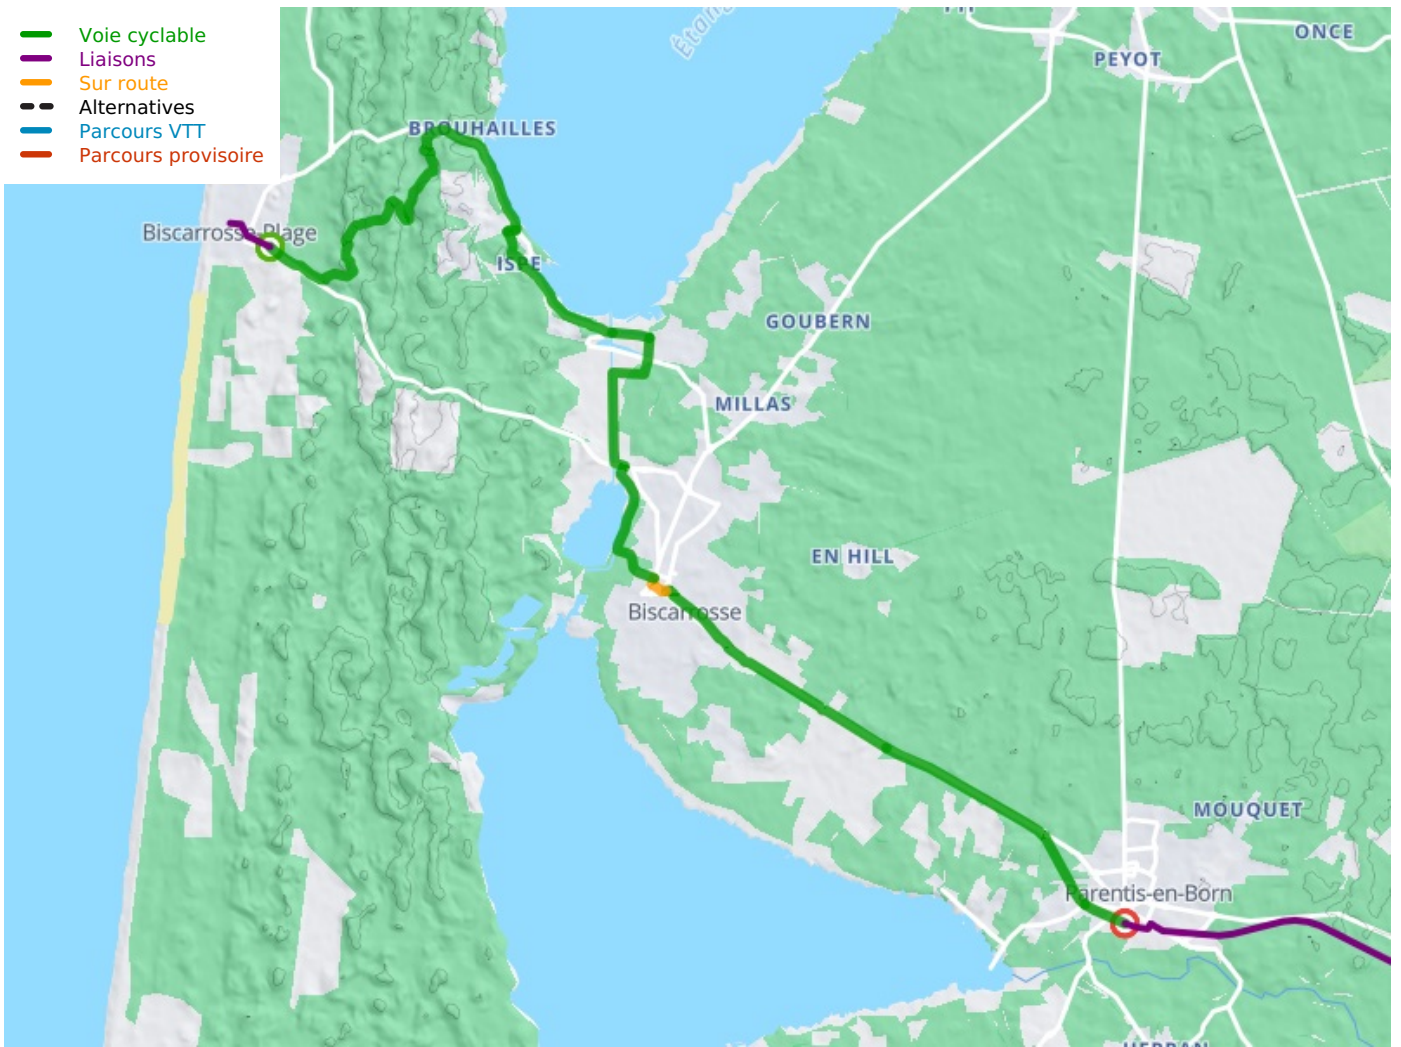 Voie cyclable
Liaisons
Sur route
Alternatives
Parcours VTT
Parcours provisoire
Étang
ONCE
PEYOT
BROUHAILLES
Biscarrosse-Plage
ISPE
GOUBERN
MILLAS
EN HILL
Biscarrosse
MOUQUET
Parentis-en-Born